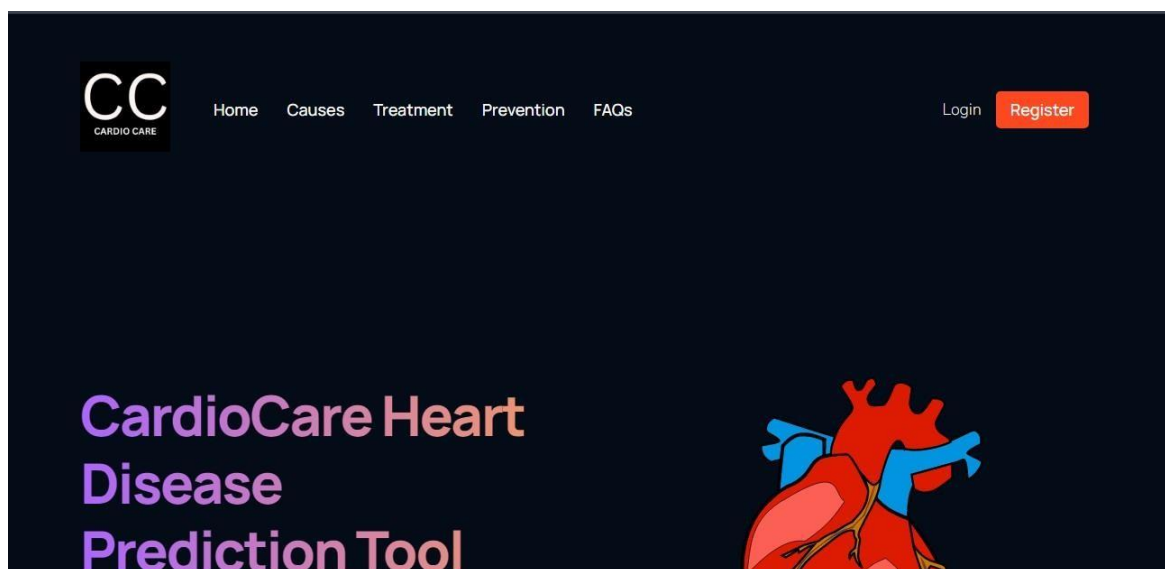 CC
CARDIO CARE
Home Causes Treatment Prevention FAQs Login Register
CardioCare Heart
Disease
Prediction Tool